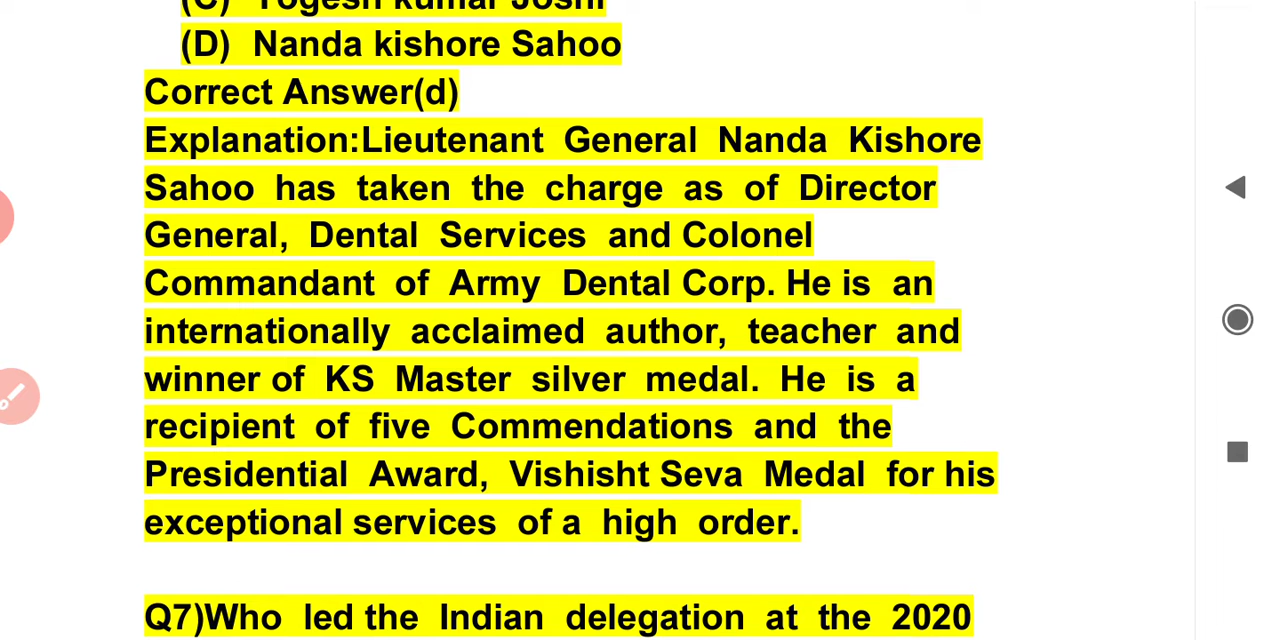 (C) Yogesh kumar Joshi
(D) Nanda kishore Sahoo
Correct Answer(d)
Explanation:Lieutenant General Nanda Kishore
Sahoo has taken the charge as of Director
General, Dental Services and Colonel
Commandant of Army Dental Corp. He is an
internationally acclaimed author, teacher and
winner of KS Master silver medal. He is a
recipient of five Commendations and the
Presidential Award, Vishisht Seva Medal for his
exceptional services of a high order.
Q7)Who led the Indian delegation at the 2020